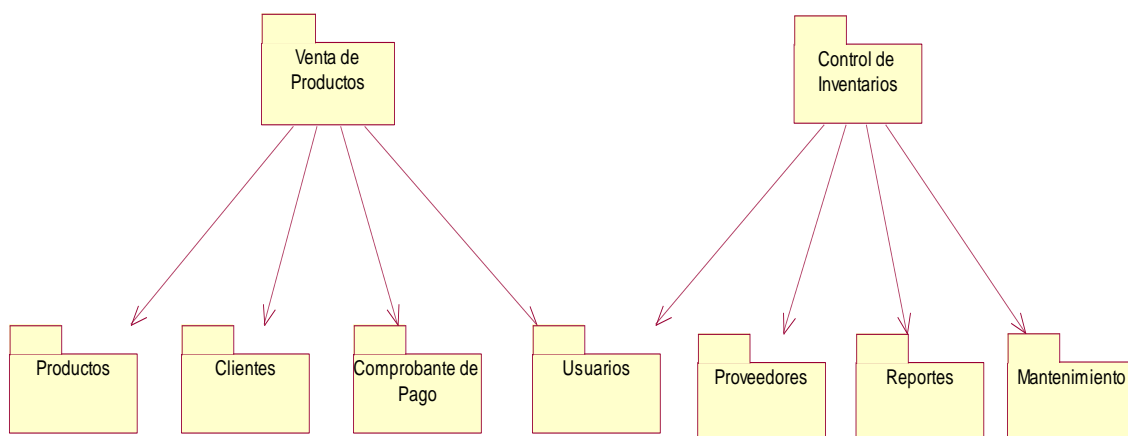 Venta de
Productos
Control de
Inventarios
Productos
Clientes
Comprobante de
Pago
Usuarios
Proveedores
Reportes
Mantenimiento